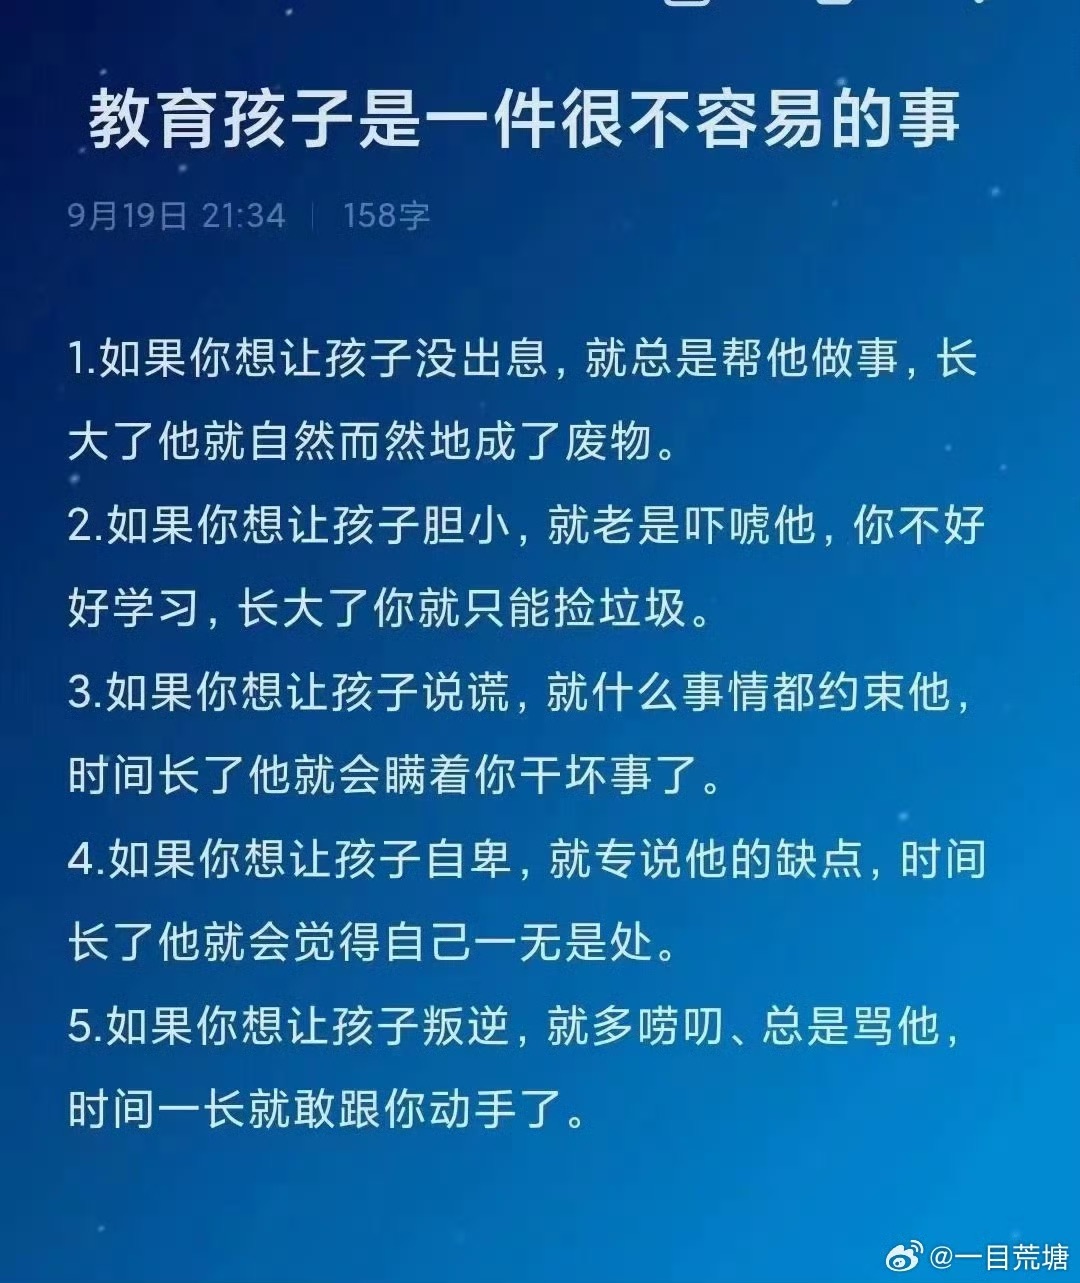 教育孩子是一件很不容易的事
9月19日 21:34 | 158字
1.如果你想让孩子没出息，就总是帮他做事，长
大了他就自然而然地成了废物。
2.如果你想让孩子胆小，就老是吓唬他，你不好
好学习，长大了你就只能捡垃圾。
3.如果你想让孩子说谎，就什么事情都约束他，
时间长了他就会瞒着你干坏事了。
4.如果你想让孩子自卑，就专说他的缺点，时间
长了他就会觉得自己一无是处。
5.如果你想让孩子叛逆，就多唠叨、总是骂他，
时间一长就敢跟你动手了。
@一目荒塘